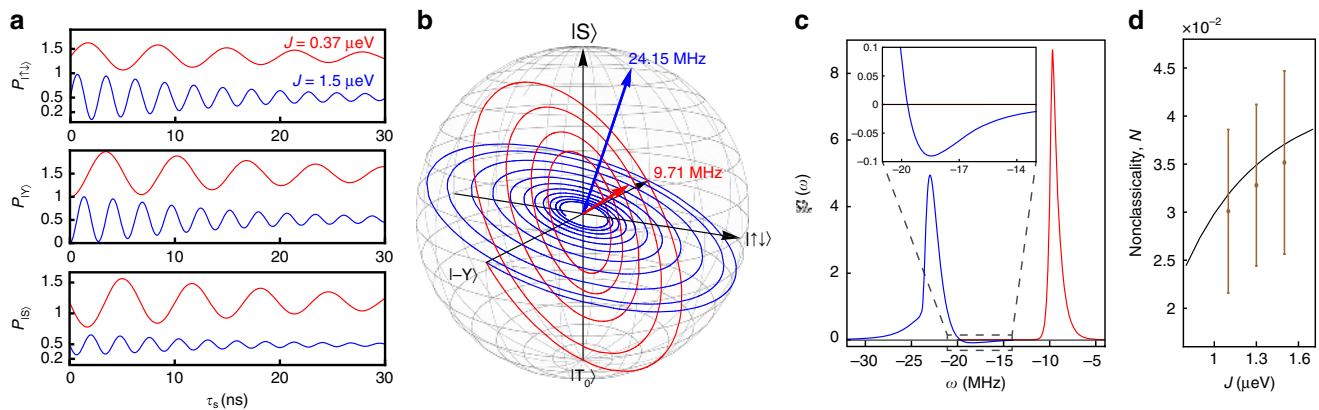 a
P|↑↓⟩
1.5
1
0.2
J = 0.37 µeV
J = 1.5 µeV
0 10 20 30
P|Y⟩
1.5
1
0
0 10 20 30
P|S⟩
1.5
1
0.2
0 10 20 30
τs (ns)
b
|S⟩
24.15 MHz
9.71 MHz
|↑↓⟩
|–Y⟩
|T0⟩
c
8
6
4
2
0
0.1
0.05
0
–0.05
–0.1
–20 –17 –14
–30 –25 –20 –15 –10 –5
ω (MHz)
d
×10⁻²
Nonclassicality, N
4.5
4
3.5
3
2.5
2
1 1.3 1.6
J (µeV)